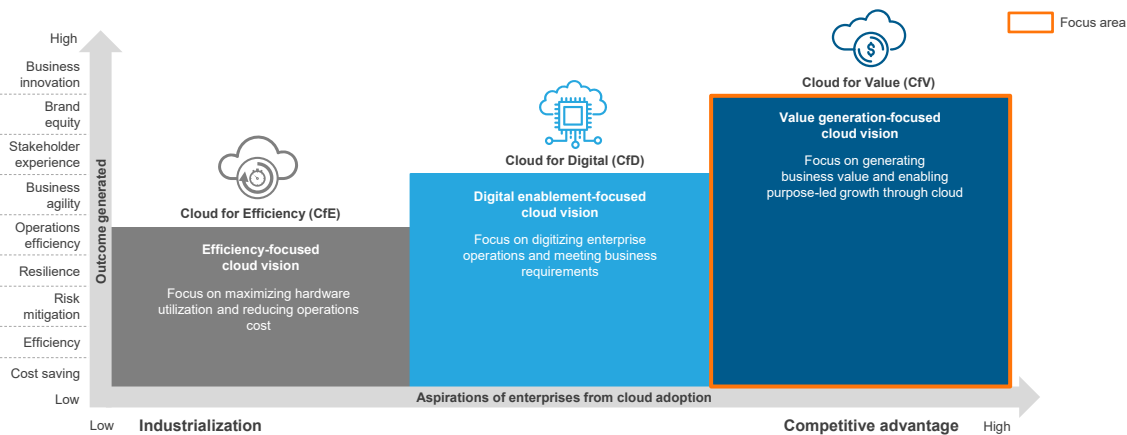 Focus area
High
Business
innovation
Brand
equity
Stakeholder
experience
Business
agility
Operations
efficiency
Resilience
Risk
mitigation
Efficiency
Cost saving
Low
Outcome generated
Cloud for Efficiency (CfE)
Efficiency-focused
cloud vision
Focus on maximizing hardware
utilization and reducing operations
cost
Cloud for Digital (CfD)
Digital enablement-focused
cloud vision
Focus on digitizing enterprise
operations and meeting business
requirements
$
Cloud for Value (CfV)
Value generation-focused
cloud vision
Focus on generating
business value and enabling
purpose-led growth through cloud
Aspirations of enterprises from cloud adoption
Low Industrialization Competitive advantage High